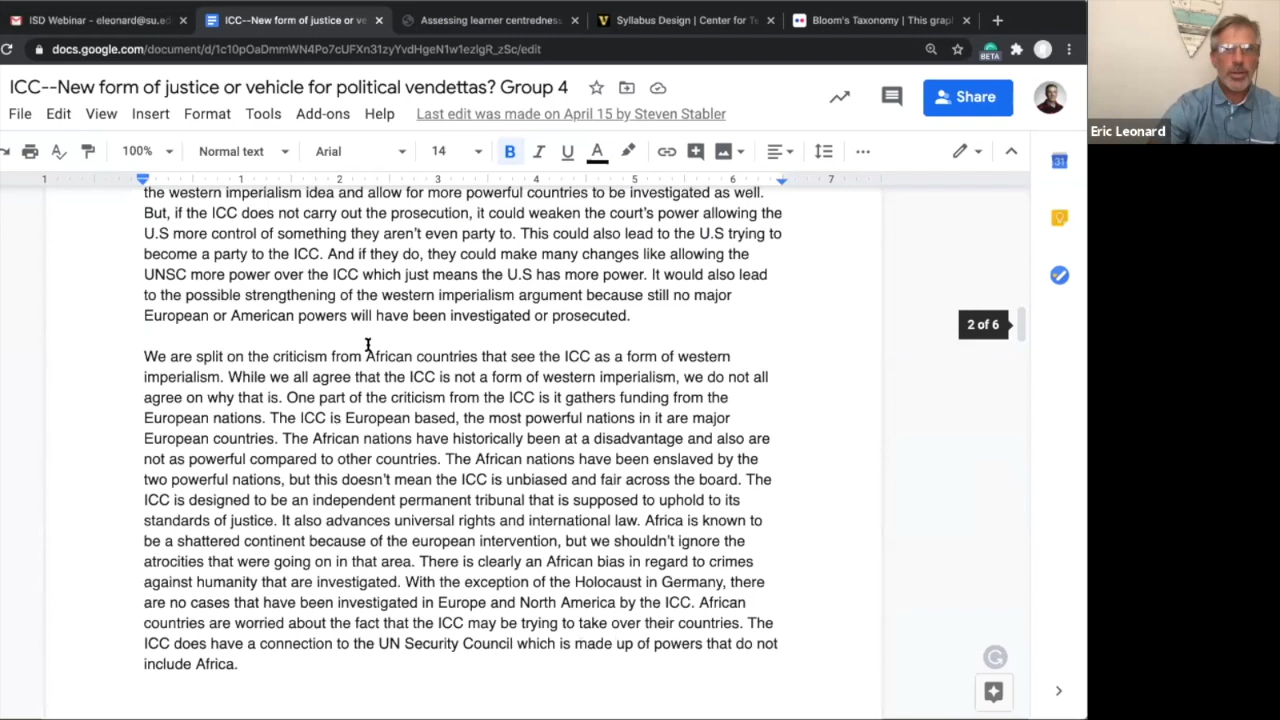 ISD Webinar - eleonard@su.ed
ICC--New form of justice or ve
Assessing learner centredness
Syllabus Design | Center for Te
Bloom's Taxonomy | This grap
docs.google.com/document/d/1c10pOaDmmWN4Po7cUFXn31zyYvdHgeN1w1ezlgR_zSc/edit
BETA
ICC--New form of justice or vehicle for political vendettas? Group 4
Share
File Edit View Insert Format Tools Add-ons Help Last edit was made on April 15 by Steven Stabler
Eric Leonard
100% Normal text Arial 14 B I U A
31
1 1 2 3 4 5 6 7
the western imperialism idea and allow for more powerful countries to be investigated as well.
But, if the ICC does not carry out the prosecution, it could weaken the court's power allowing the
U.S more control of something they aren't even party to. This could also lead to the U.S trying to
become a party to the ICC. And if they do, they could make many changes like allowing the
UNSC more power over the ICC which just means the U.S has more power. It would also lead
to the possible strengthening of the western imperialism argument because still no major
European or American powers will have been investigated or prosecuted.
2 of 6
We are split on the criticism from African countries that see the ICC as a form of western
imperialism. While we all agree that the ICC is not a form of western imperialism, we do not all
agree on why that is. One part of the criticism from the ICC is it gathers funding from the
European nations. The ICC is European based, the most powerful nations in it are major
European countries. The African nations have historically been at a disadvantage and also are
not as powerful compared to other countries. The African nations have been enslaved by the
two powerful nations, but this doesn't mean the ICC is unbiased and fair across the board. The
ICC is designed to be an independent permanent tribunal that is supposed to uphold to its
standards of justice. It also advances universal rights and international law. Africa is known to
be a shattered continent because of the european intervention, but we shouldn't ignore the
atrocities that were going on in that area. There is clearly an African bias in regard to crimes
against humanity that are investigated. With the exception of the Holocaust in Germany, there
are no cases that have been investigated in Europe and North America by the ICC. African
countries are worried about the fact that the ICC may be trying to take over their countries. The
ICC does have a connection to the UN Security Council which is made up of powers that do not
include Africa.